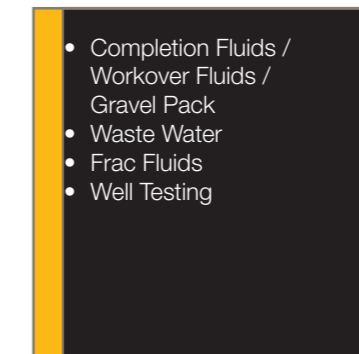 • Completion Fluids /
Workover Fluids /
Gravel Pack
• Waste Water
• Frac Fluids
• Well Testing